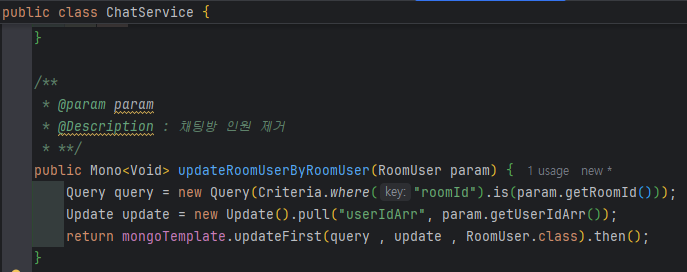 public class ChatService {
}
/**
* @param param
* @Description : 채팅방 인원 제거
* **/
public Mono<Void> updateRoomUserByRoomUser(RoomUser param) { 1 usage new *
Query query = new Query(Criteria.where( key: "roomId").is(param.getRoomId()));
Update update = new Update().pull("userIdArr", param.getUserIdArr());
return mongoTemplate.updateFirst(query , update , RoomUser.class).then();
}